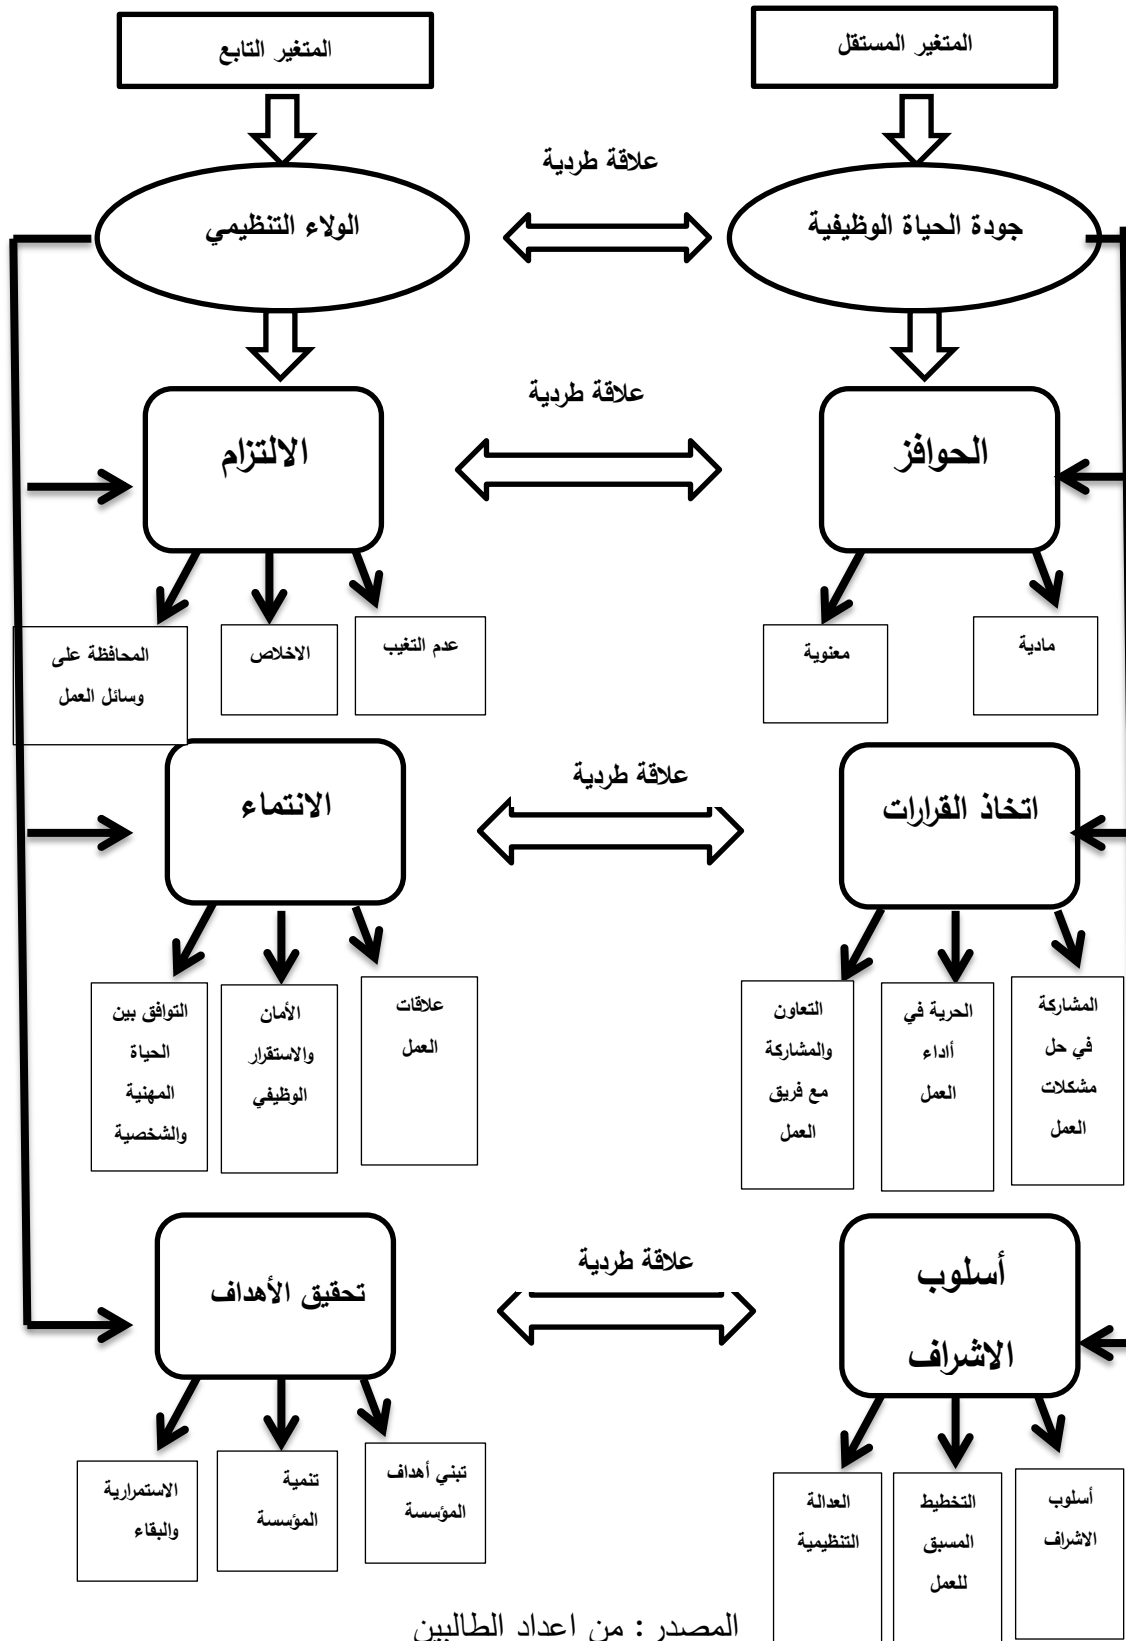 المتغير المستقل
المتغير التابع
علاقة طردية
جودة الحياة الوظيفية
الولاء التنظيمي
علاقة طردية
الحوافز
الالتزام
مادية
معنوية
عدم التغيب
الاخلاص
المحافظة على
وسائل العمل
علاقة طردية
اتخاذ القرارات
الانتماء
المشاركة
في حل
مشكلات
العمل
الحرية في
أاداء
العمل
التعاون
والمشاركة
مع فريق
العمل
علاقات
العمل
الأمان
والاستقرار
الوظيفي
التوافق بين
الحياة
المهنية
والشخصية
علاقة طردية
أسلوب
الاشراف
تحقيق الأهداف
أسلوب
الاشراف
التخطيط
المسبق
للعمل
العدالة
التنظيمية
تبني أهداف
المؤسسة
تنمية
المؤسسة
الاستمرارية
والبقاء
المصدر : من اعداد الطالبين